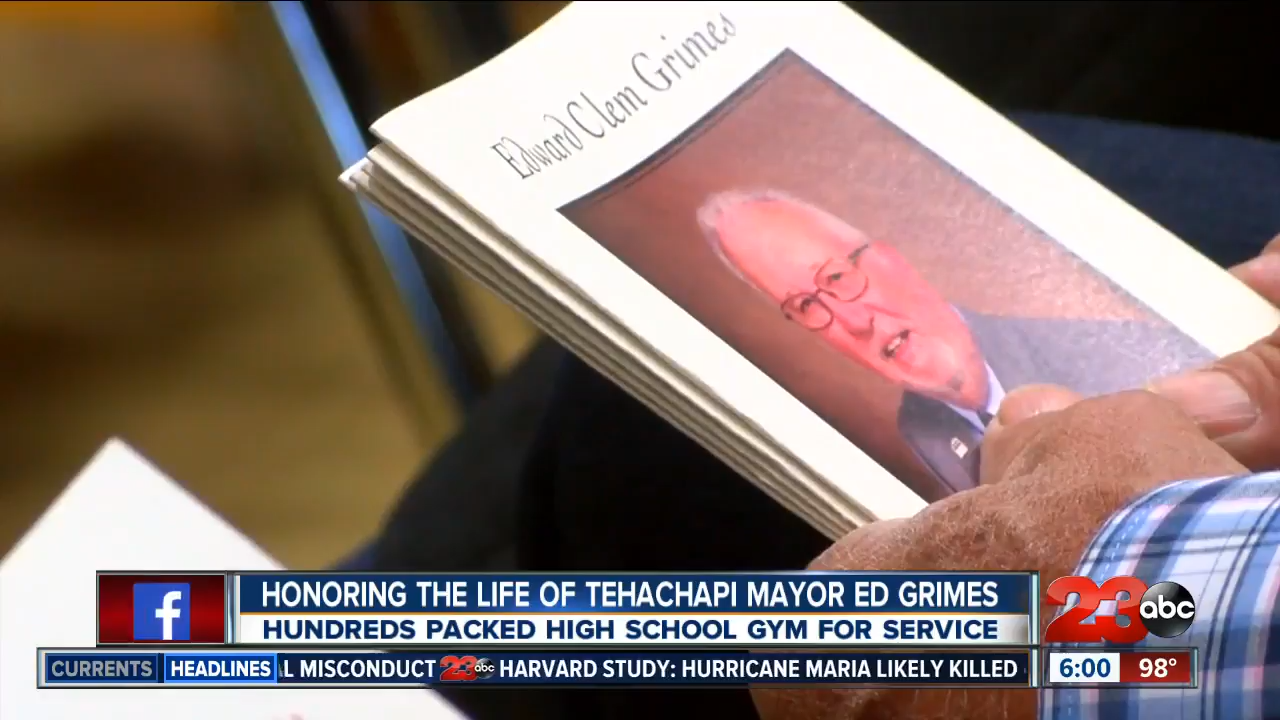 Edward Clem Grimes
HONORING THE LIFE OF TEHACHAPI MAYOR ED GRIMES
HUNDREDS PACKED HIGH SCHOOL GYM FOR SERVICE
23 abc
CURRENTS HEADLINES L MISCONDUCT 23 abc HARVARD STUDY: HURRICANE MARIA LIKELY KILLED
6:00 98°